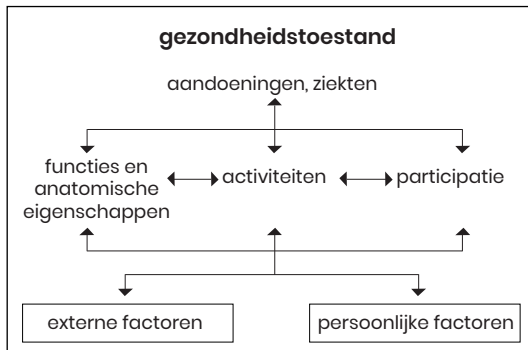 gezondheidstoestand
aandoeningen, ziekten
functies en
anatomische
eigenschappen
activiteiten
participatie
externe factoren
persoonlijke factoren